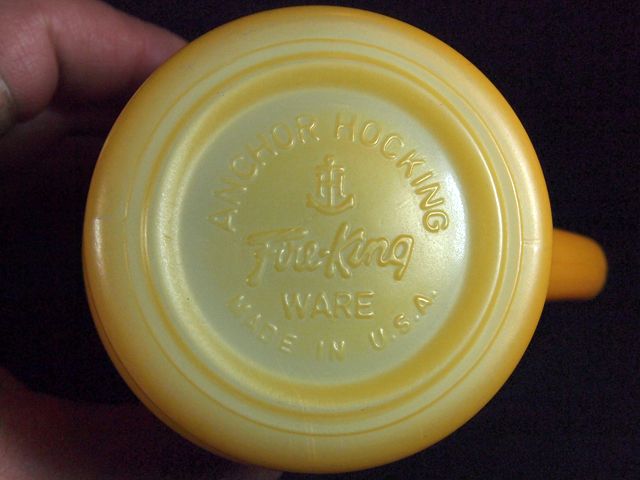 ANCHOR HOCKING
Fire-King
WARE
MADE IN U.S.A.